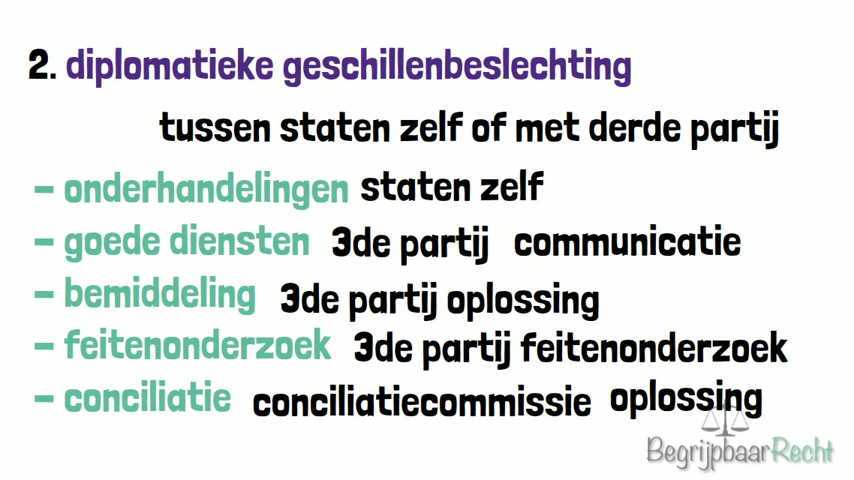 2. diplomatieke geschillenbeslechting
tussen staten zelf of met derde partij
- onderhandelingen staten zelf
- goede diensten 3de partij communicatie
- bemiddeling 3de partij oplossing
- feitenonderzoek 3de partij feitenonderzoek
- conciliatie conciliatiecommissie oplossing
BegrijpbaarRecht